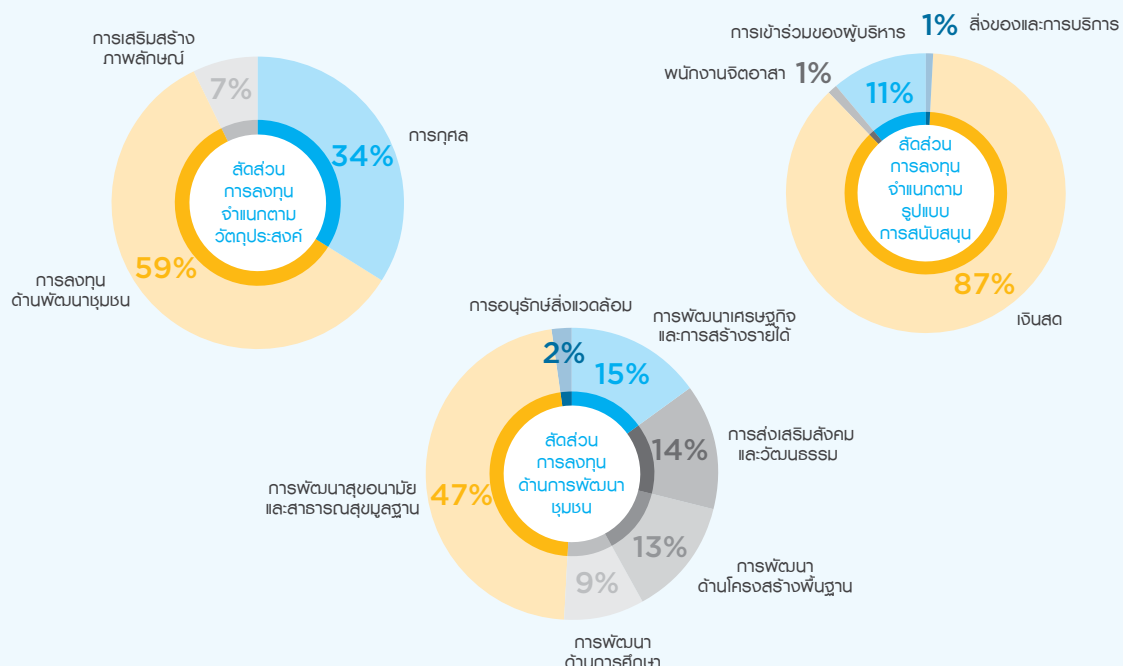 การเสริมสร้าง
ภาพลักษณ์
7%
การกุศล
34%
สัดส่วน
การลงทุน
จำแนกตาม
วัตถุประสงค์
59%
การลงทุน
ด้านพัฒนาชุมชน
การเข้าร่วมของผู้บริหาร
1%
สิ่งของและการบริการ
พนักงานจิตอาสา
1%
11%
สัดส่วน
การลงทุน
จำแนกตาม
รูปแบบ
การสนับสนุน
87%
เงินสด
การอนุรักษ์สิ่งแวดล้อม
2%
การพัฒนาเศรษฐกิจ
และการสร้างรายได้
15%
การส่งเสริมสังคม
และวัฒนธรรม
14%
สัดส่วน
การลงทุน
ด้านการพัฒนา
ชุมชน
การพัฒนาสุขอนามัย
และสาธารณสุขมูลฐาน
47%
13%
การพัฒนา
ด้านโครงสร้างพื้นฐาน
9%
การพัฒนา
ด้านการศึกษา